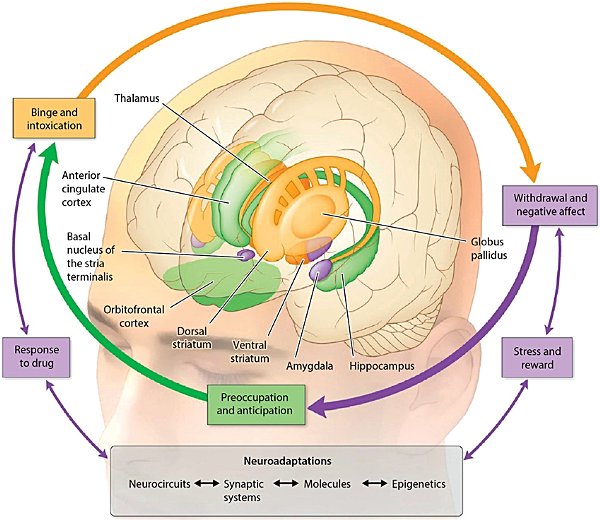 Thalamus
Binge and
intoxication
Anterior
cingulate
cortex
Withdrawal and
negative affect
Basal
nucleus of
the stria
terminalis
Globus
pallidus
Orbitofrontal
cortex
Dorsal
striatum
Ventral
striatum
Amygdala
Hippocampus
Response
to drug
Stress and
reward
Preoccupation
and anticipation
Neuroadaptations
Neurocircuits
Synaptic
systems
Molecules
Epigenetics